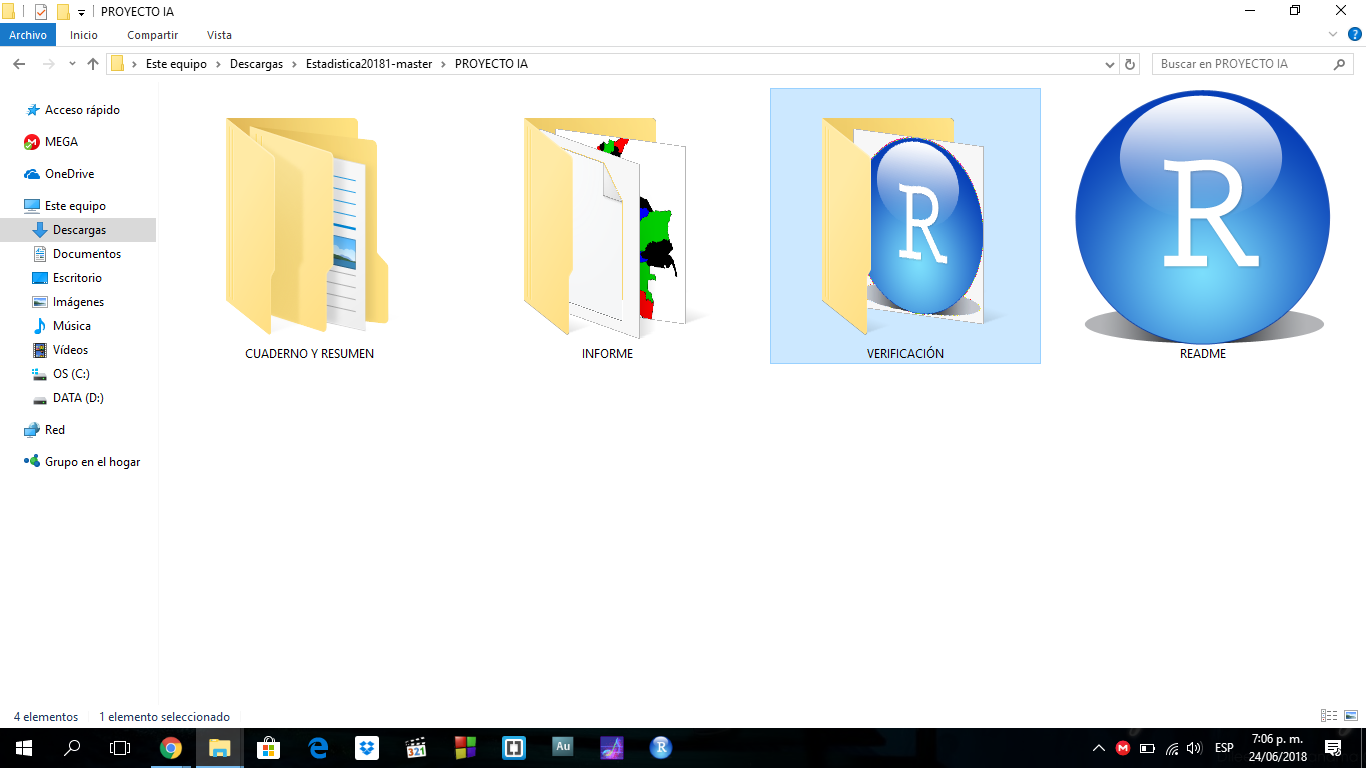 PROYECTO IA
Archivo Inicio Compartir Vista
Este equipo Descargas Estadistica20181-master PROYECTO IA
Buscar en PROYECTO IA
Acceso rápido
MEGA
OneDrive
Este equipo
Descargas
Documentos
Escritorio
Imágenes
Música
Vídeos
OS (C:)
DATA (D:)
Red
Grupo en el hogar
R
R
CUADERNO Y RESUMEN
INFORME
VERIFICACIÓN
README
4 elementos 1 elemento seleccionado
321
Au
R
M
ESP
7:06 p. m.
24/06/2018